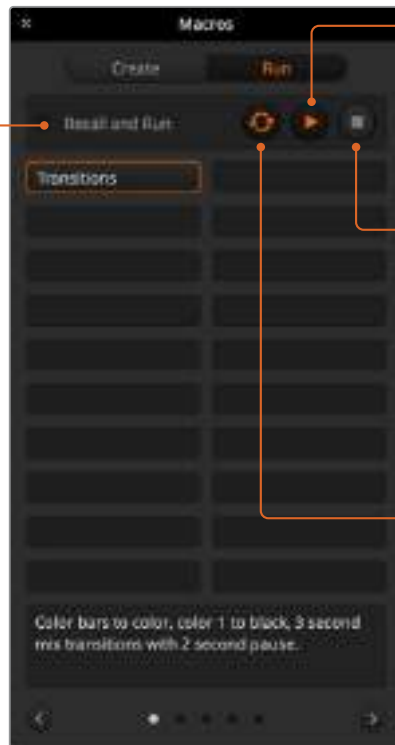 Macros
Create Run
Recall and Run
Transitions
Color bars to color, color 1 to black, 3 second
mix transitions with 2 second pause.